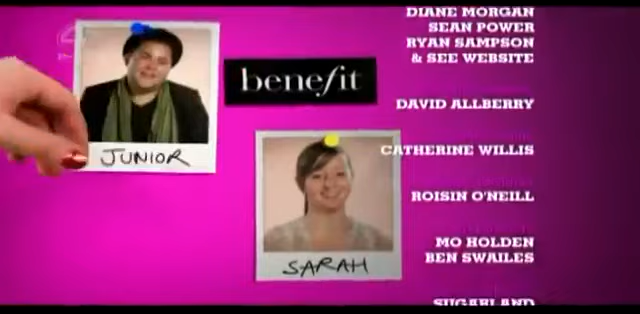 JUNIOR
benefit
SARAH
DIANE MORGAN
SEAN POWER
RYAN SAMPSON
& SEE WEBSITE
DAVID ALLBERRY
CATHERINE WILLIS
ROISIN O'NEILL
MO HOLDEN
BEN SWAILES
SUGARLAND